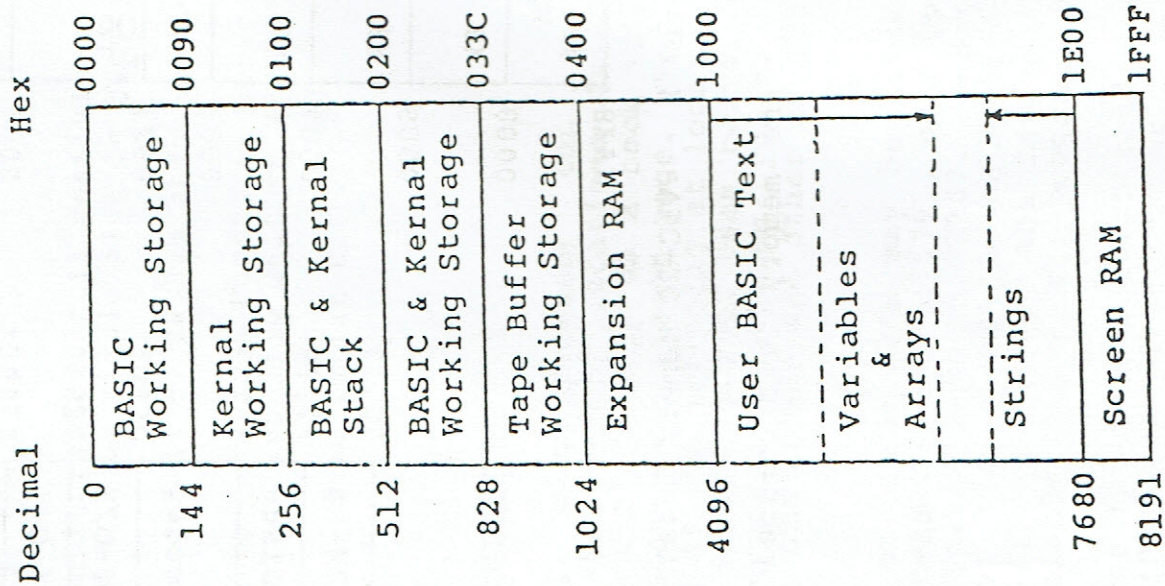 Decimal
Hex
0
0000
BASIC
Working Storage
144
0090
Kernal
Working Storage
256
0100
BASIC & Kernal
Stack
512
0200
BASIC & Kernal
Working Storage
828
033C
Tape Buffer
Working Storage
1024
0400
Expansion RAM
4096
1000
User BASIC Text
Variables
&
Arrays
Strings
7680
1E00
Screen RAM
8191
1FFF